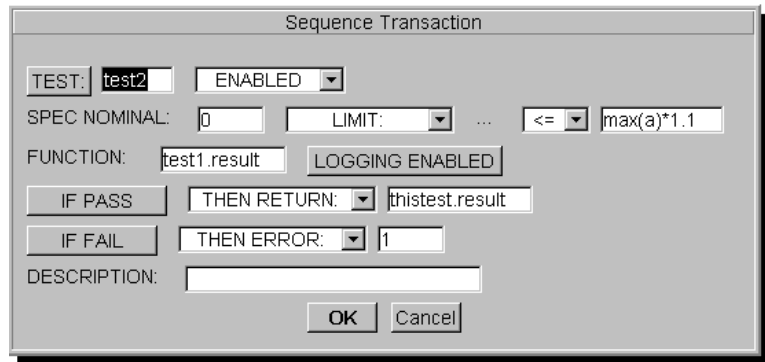 Sequence Transaction
TEST: test2 ENABLED
SPEC NOMINAL: 0 LIMIT: ... <= max(a)*1.1
FUNCTION: test1.result LOGGING ENABLED
IF PASS THEN RETURN: thistest.result
IF FAIL THEN ERROR: 1
DESCRIPTION:
OK Cancel